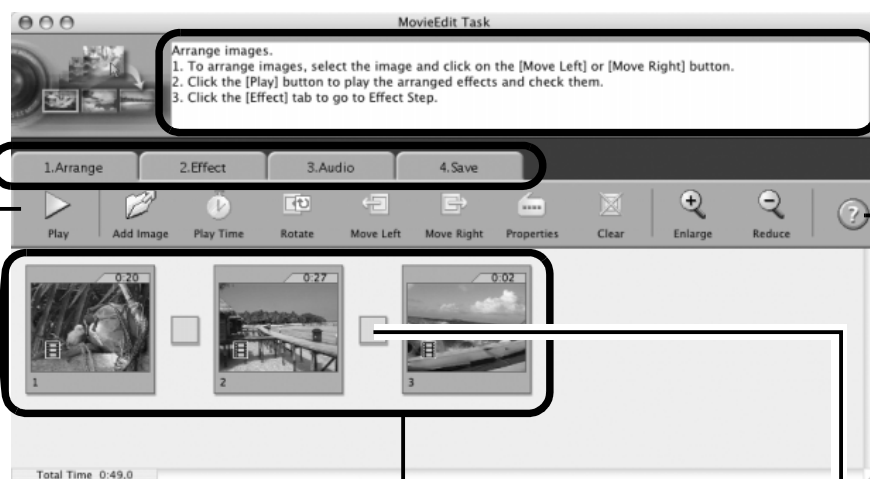 MovieEdit Task
Arrange images.
1. To arrange images, select the image and click on the [Move Left] or [Move Right] button.
2. Click the [Play] button to play the arranged effects and check them.
3. Click the [Effect] tab to go to Effect Step.
1.Arrange 2.Effect 3.Audio 4.Save
Play Add Image Play Time Rotate Move Left Move Right Properties Clear Enlarge Reduce ?
0:20 0:27 0:02
1 2 3
Total Time 0:49.0